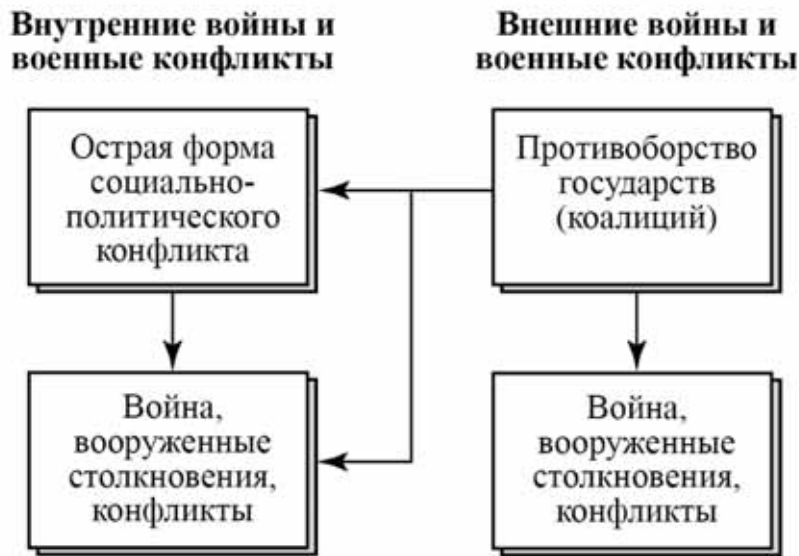 Внутренние войны и
военные конфликты
Внешние войны и
военные конфликты
Острая форма
социально-
политического
конфликта
Противоборство
государств
(коалиций)
Война,
вооруженные
столкновения,
конфликты
Война,
вооруженные
столкновения,
конфликты